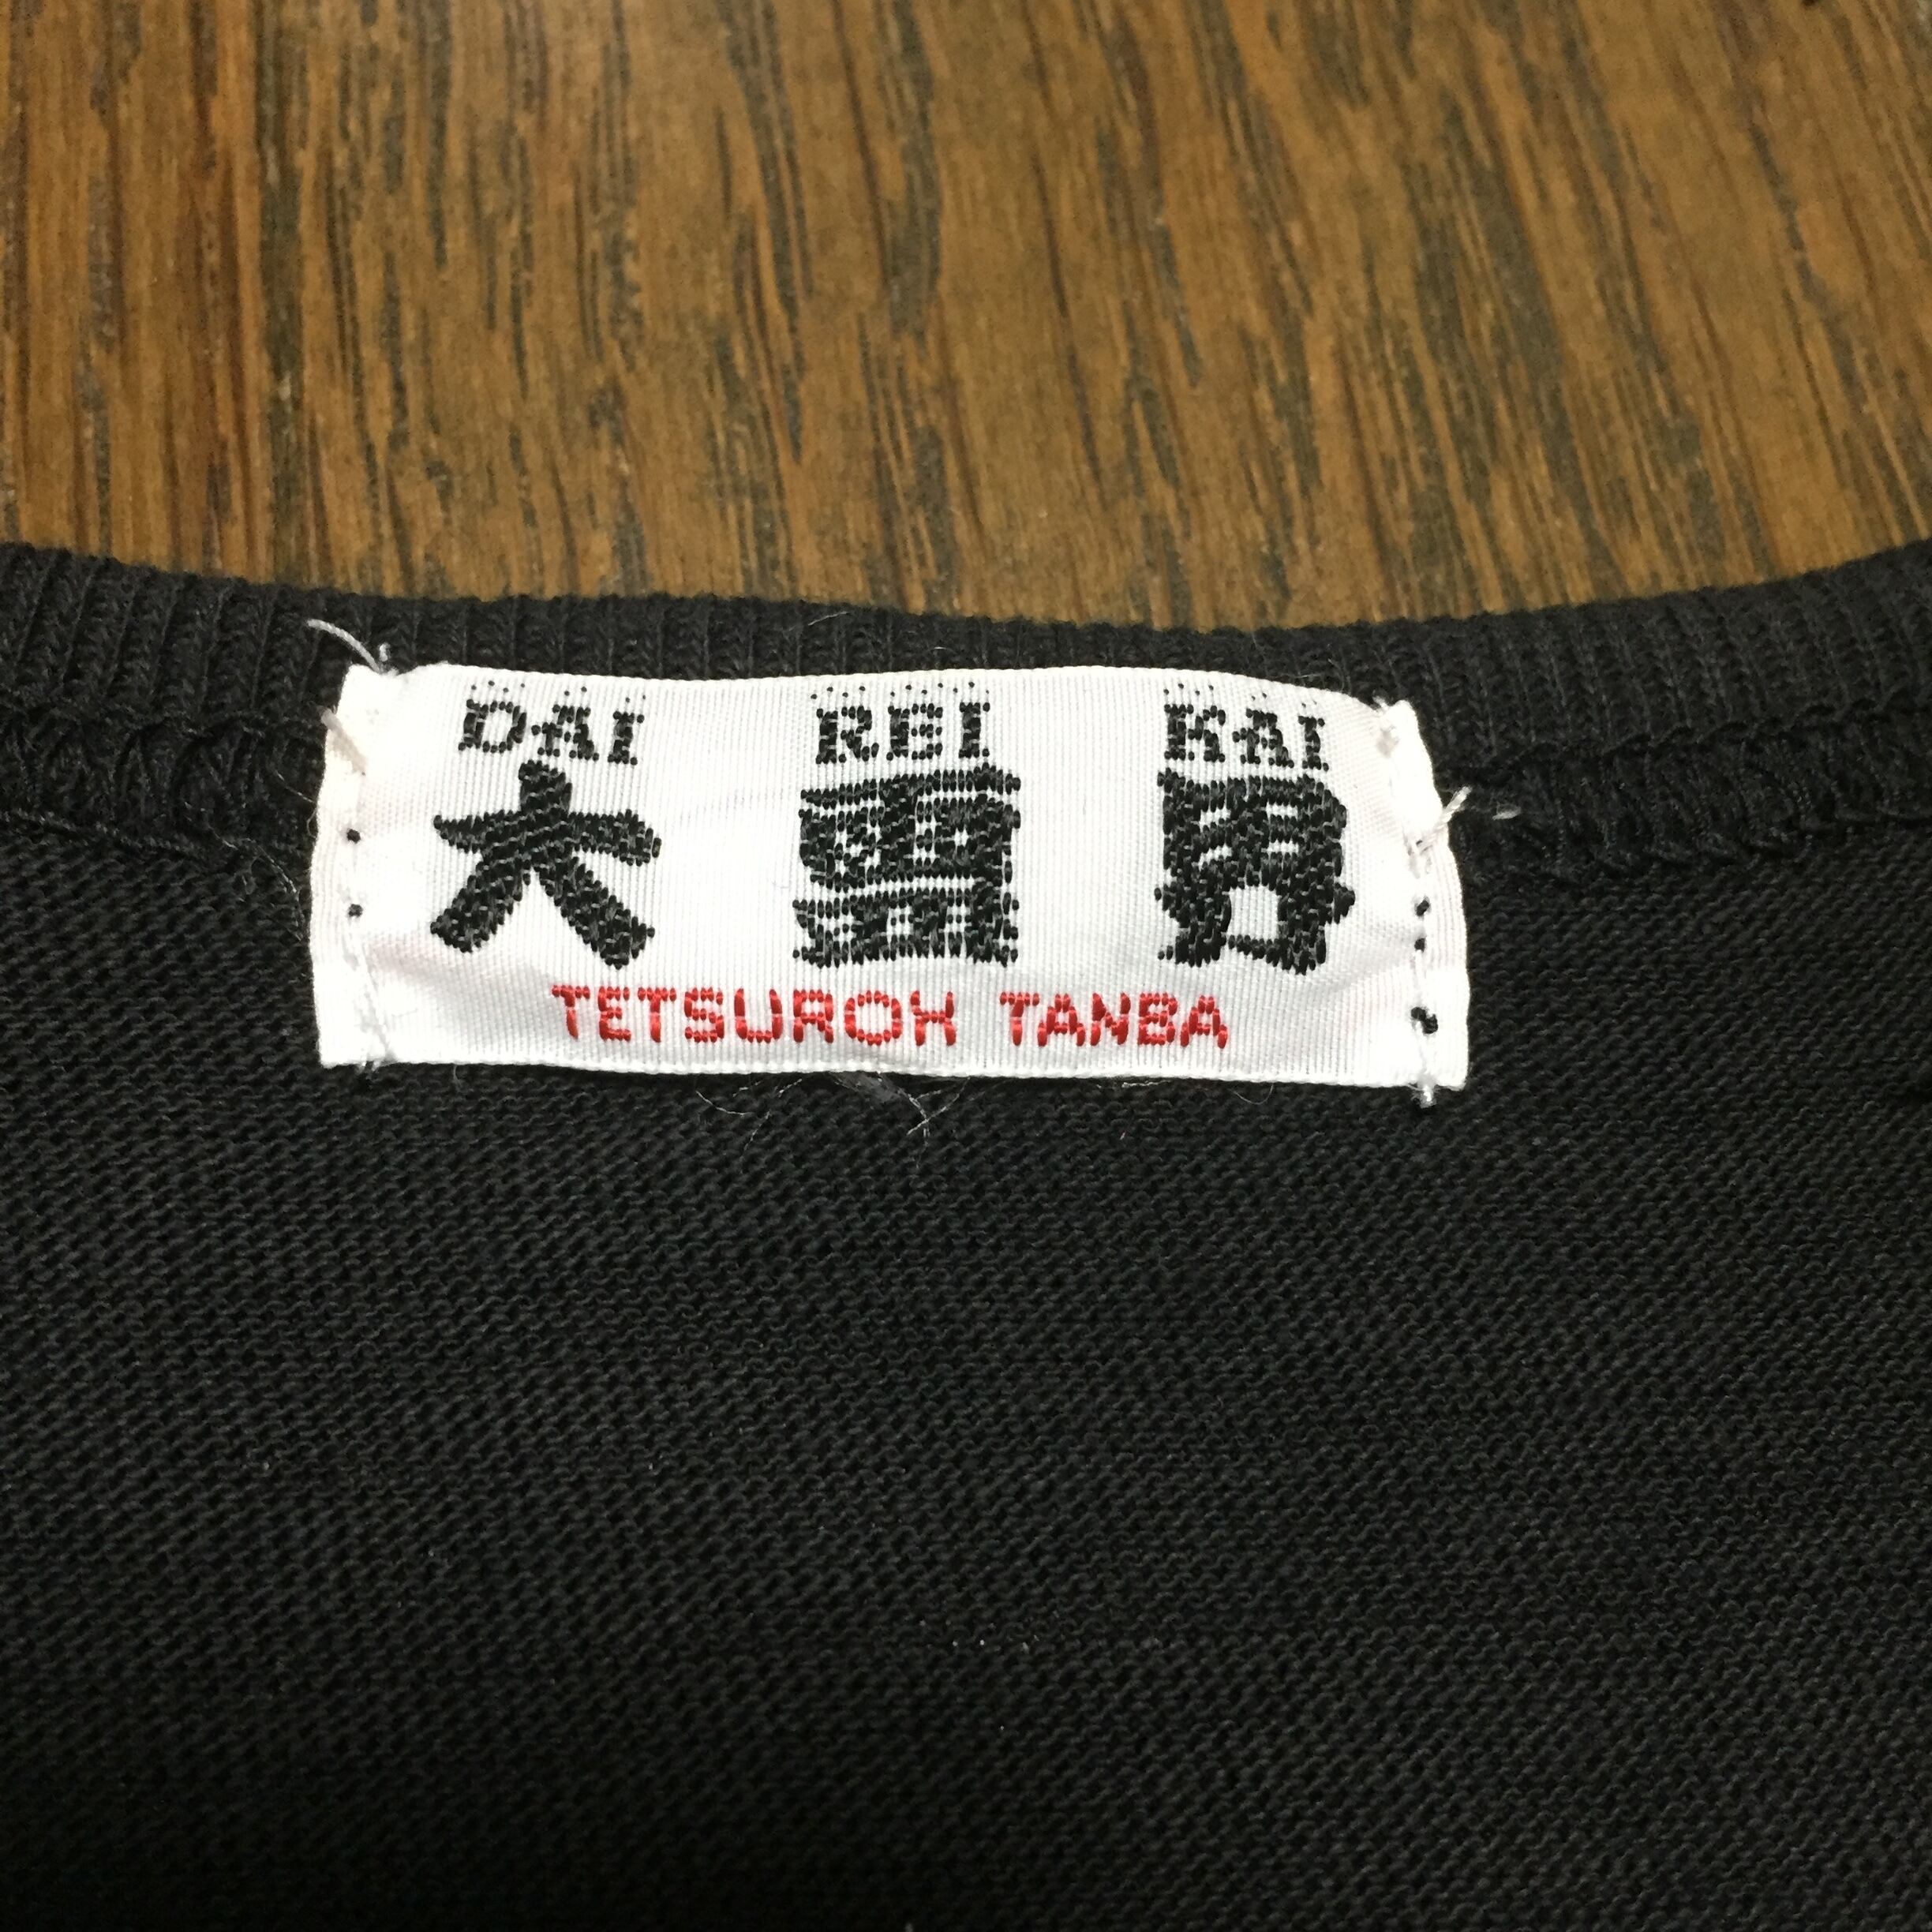 DAI REI KAI
大霊界
TETSUROH TANBA